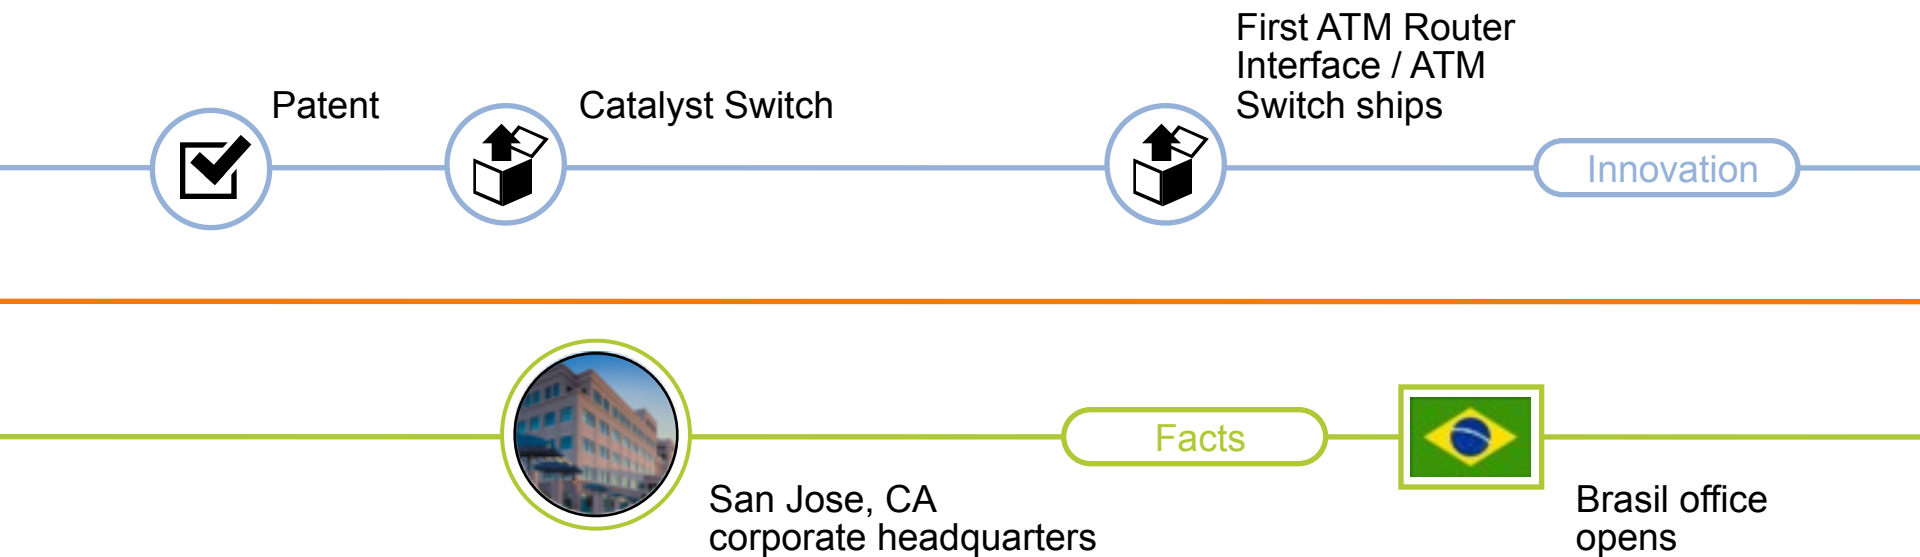 Patent
Catalyst Switch
First ATM Router
Interface / ATM
Switch ships
Innovation
San Jose, CA
corporate headquarters
Facts
Brasil office
opens